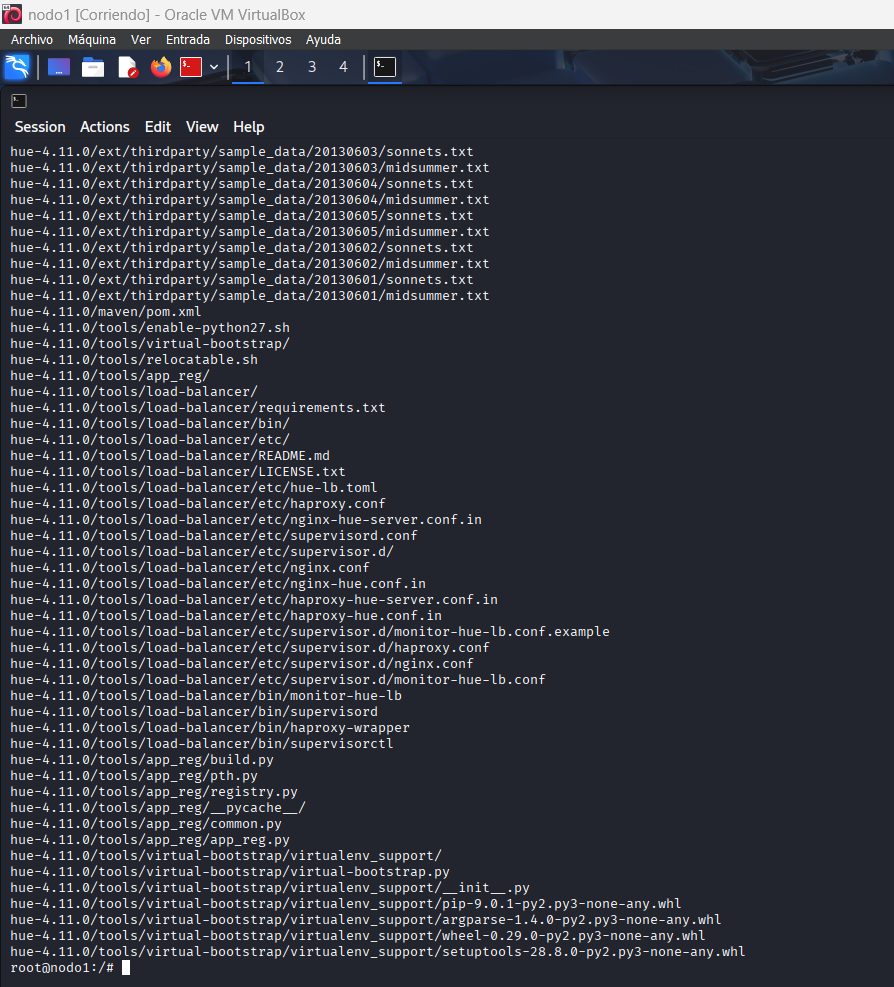 nodo1 [Corriendo] - Oracle VM VirtualBox
Archivo Máquina Ver Entrada Dispositivos Ayuda
1 2 3 4
Session Actions Edit View Help
hue-4.11.0/ext/thirdparty/sample_data/20130603/sonnets.txt
hue-4.11.0/ext/thirdparty/sample_data/20130603/midsummer.txt
hue-4.11.0/ext/thirdparty/sample_data/20130604/sonnets.txt
hue-4.11.0/ext/thirdparty/sample_data/20130604/midsummer.txt
hue-4.11.0/ext/thirdparty/sample_data/20130605/sonnets.txt
hue-4.11.0/ext/thirdparty/sample_data/20130605/midsummer.txt
hue-4.11.0/ext/thirdparty/sample_data/20130602/sonnets.txt
hue-4.11.0/ext/thirdparty/sample_data/20130602/midsummer.txt
hue-4.11.0/ext/thirdparty/sample_data/20130601/sonnets.txt
hue-4.11.0/ext/thirdparty/sample_data/20130601/midsummer.txt
hue-4.11.0/maven/pom.xml
hue-4.11.0/tools/enable-python27.sh
hue-4.11.0/tools/virtual-bootstrap/
hue-4.11.0/tools/relocatable.sh
hue-4.11.0/tools/app_reg/
hue-4.11.0/tools/load-balancer/
hue-4.11.0/tools/load-balancer/requirements.txt
hue-4.11.0/tools/load-balancer/bin/
hue-4.11.0/tools/load-balancer/etc/
hue-4.11.0/tools/load-balancer/README.md
hue-4.11.0/tools/load-balancer/LICENSE.txt
hue-4.11.0/tools/load-balancer/etc/hue-lb.toml
hue-4.11.0/tools/load-balancer/etc/haproxy.conf
hue-4.11.0/tools/load-balancer/etc/nginx-hue-server.conf.in
hue-4.11.0/tools/load-balancer/etc/supervisord.conf
hue-4.11.0/tools/load-balancer/etc/supervisor.d/
hue-4.11.0/tools/load-balancer/etc/nginx.conf
hue-4.11.0/tools/load-balancer/etc/nginx-hue.conf.in
hue-4.11.0/tools/load-balancer/etc/haproxy-hue-server.conf.in
hue-4.11.0/tools/load-balancer/etc/haproxy-hue.conf.in
hue-4.11.0/tools/load-balancer/etc/supervisor.d/monitor-hue-lb.conf.example
hue-4.11.0/tools/load-balancer/etc/supervisor.d/haproxy.conf
hue-4.11.0/tools/load-balancer/etc/supervisor.d/nginx.conf
hue-4.11.0/tools/load-balancer/etc/supervisor.d/monitor-hue-lb.conf
hue-4.11.0/tools/load-balancer/bin/monitor-hue-lb
hue-4.11.0/tools/load-balancer/bin/supervisord
hue-4.11.0/tools/load-balancer/bin/haproxy-wrapper
hue-4.11.0/tools/load-balancer/bin/supervisorctl
hue-4.11.0/tools/app_reg/build.py
hue-4.11.0/tools/app_reg/pth.py
hue-4.11.0/tools/app_reg/registry.py
hue-4.11.0/tools/app_reg/__pycache__/
hue-4.11.0/tools/app_reg/common.py
hue-4.11.0/tools/app_reg/app_reg.py
hue-4.11.0/tools/virtual-bootstrap/virtualenv_support/
hue-4.11.0/tools/virtual-bootstrap/virtual-bootstrap.py
hue-4.11.0/tools/virtual-bootstrap/virtualenv_support/__init__.py
hue-4.11.0/tools/virtual-bootstrap/virtualenv_support/pip-9.0.1-py2.py3-none-any.whl
hue-4.11.0/tools/virtual-bootstrap/virtualenv_support/argparse-1.4.0-py2.py3-none-any.whl
hue-4.11.0/tools/virtual-bootstrap/virtualenv_support/wheel-0.29.0-py2.py3-none-any.whl
hue-4.11.0/tools/virtual-bootstrap/virtualenv_support/setuptools-28.8.0-py2.py3-none-any.whl
root@nodo1:/#